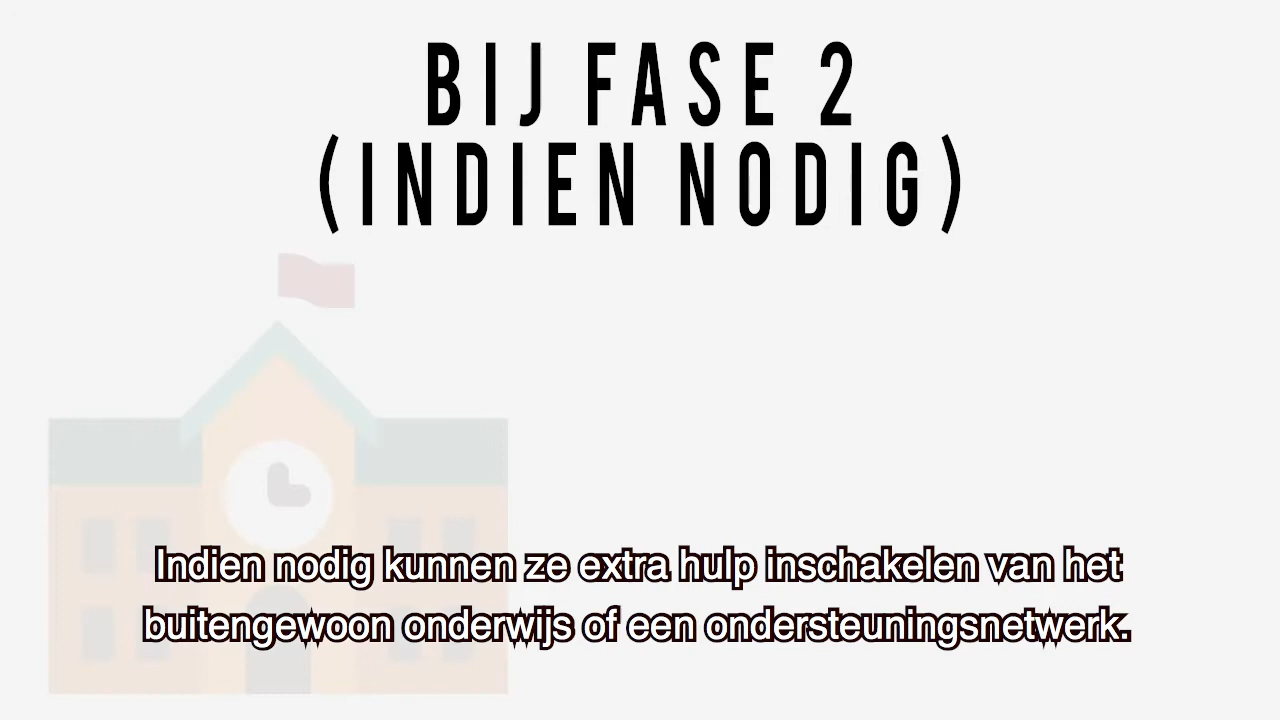 BIJ FASE 2
(INDIEN NODIG)
Indien nodig kunnen ze extra hulp inschakelen van het
buitengewoon onderwijs of een ondersteuningsnetwerk.